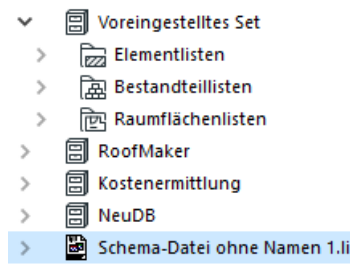 Voreingestelltes Set
Elementlisten
Bestandteillisten
Raumflächenlisten
RoofMaker
Kostenermittlung
NeuDB
Schema-Datei ohne Namen 1.li